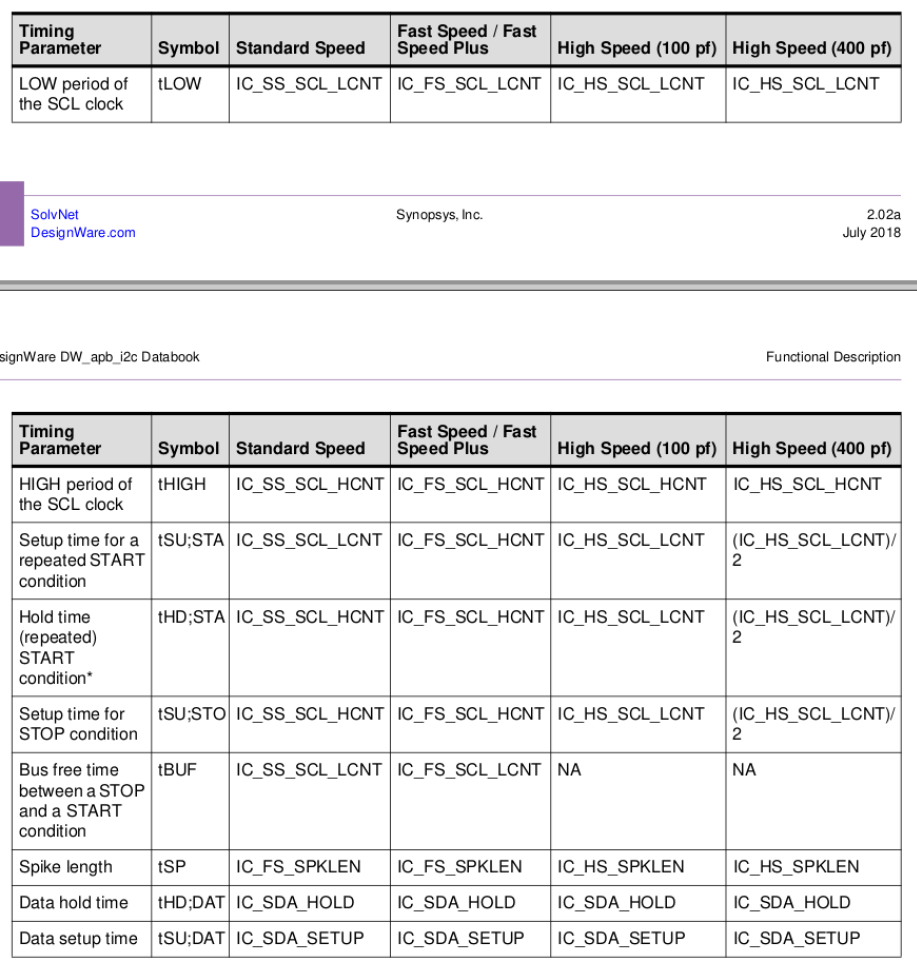 Timing Parameter Symbol Standard Speed Fast Speed / Fast Speed Plus High Speed (100 pf) High Speed (400 pf)
LOW period of the SCL clock tLOW IC_SS_SCL_LCNT IC_FS_SCL_LCNT IC_HS_SCL_LCNT IC_HS_SCL_LCNT
SolvNet Synopsys, Inc. 2.02a
DesignWare.com July 2018
signWare DW_apb_i2c Databook Functional Description
Timing Parameter Symbol Standard Speed Fast Speed / Fast Speed Plus High Speed (100 pf) High Speed (400 pf)
HIGH period of the SCL clock tHIGH IC_SS_SCL_HCNT IC_FS_SCL_HCNT IC_HS_SCL_HCNT IC_HS_SCL_HCNT
Setup time for a repeated START condition tSU;STA IC_SS_SCL_LCNT IC_FS_SCL_HCNT IC_HS_SCL_LCNT (IC_HS_SCL_LCNT)/2
Hold time (repeated) START condition* tHD;STA IC_SS_SCL_HCNT IC_FS_SCL_HCNT IC_HS_SCL_LCNT (IC_HS_SCL_LCNT)/2
Setup time for STOP condition tSU;STO IC_SS_SCL_HCNT IC_FS_SCL_HCNT IC_HS_SCL_LCNT (IC_HS_SCL_LCNT)/2
Bus free time between a STOP and a START condition tBUF IC_SS_SCL_LCNT IC_FS_SCL_LCNT NA NA
Spike length tSP IC_FS_SPKLEN IC_FS_SPKLEN IC_HS_SPKLEN IC_HS_SPKLEN
Data hold time tHD;DAT IC_SDA_HOLD IC_SDA_HOLD IC_SDA_HOLD IC_SDA_HOLD
Data setup time tSU;DAT IC_SDA_SETUP IC_SDA_SETUP IC_SDA_SETUP IC_SDA_SETUP